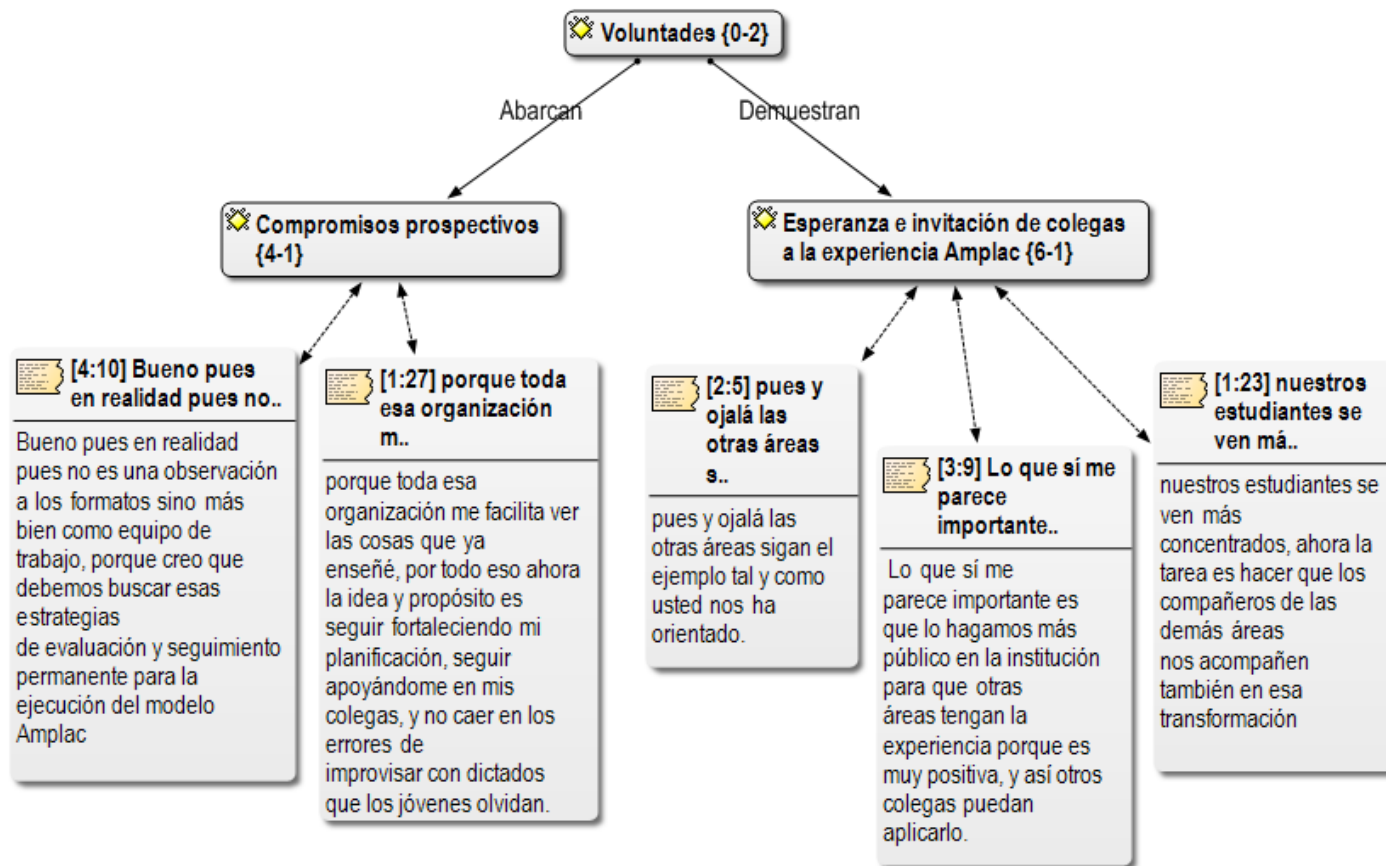 Voluntades {0-2}
Abarcan
Demuestran
Compromisos prospectivos
{4-1}
Esperanza e invitación de colegas
a la experiencia Amplac {6-1}
[4:10] Bueno pues
en realidad pues no..
Bueno pues en realidad
pues no es una observación
a los formatos sino más
bien como equipo de
trabajo, porque creo que
debemos buscar esas
estrategias
de evaluación y seguimiento
permanente para la
ejecución del modelo
Amplac
[1:27] porque toda
esa organización
m..
porque toda esa
organización me facilita ver
las cosas que ya
enseñé, por todo eso ahora
la idea y propósito es
seguir fortaleciendo mi
planificación, seguir
apoyándome en mis
colegas, y no caer en los
errores de
improvisar con dictados
que los jóvenes olvidan.
[2:5] pues y
ojalá las
otras áreas
s..
pues y ojalá las
otras áreas sigan el
ejemplo tal y como
usted nos ha
orientado.
[3:9] Lo que sí me
parece
importante..
Lo que sí me
parece importante es
que lo hagamos más
público en la institución
para que otras
áreas tengan la
experiencia porque es
muy positiva, y así otros
colegas puedan
aplicarlo.
[1:23] nuestros
estudiantes se
ven má..
nuestros estudiantes se
ven más
concentrados, ahora la
tarea es hacer que los
compañeros de las
demás áreas
nos acompañen
también en esa
transformación